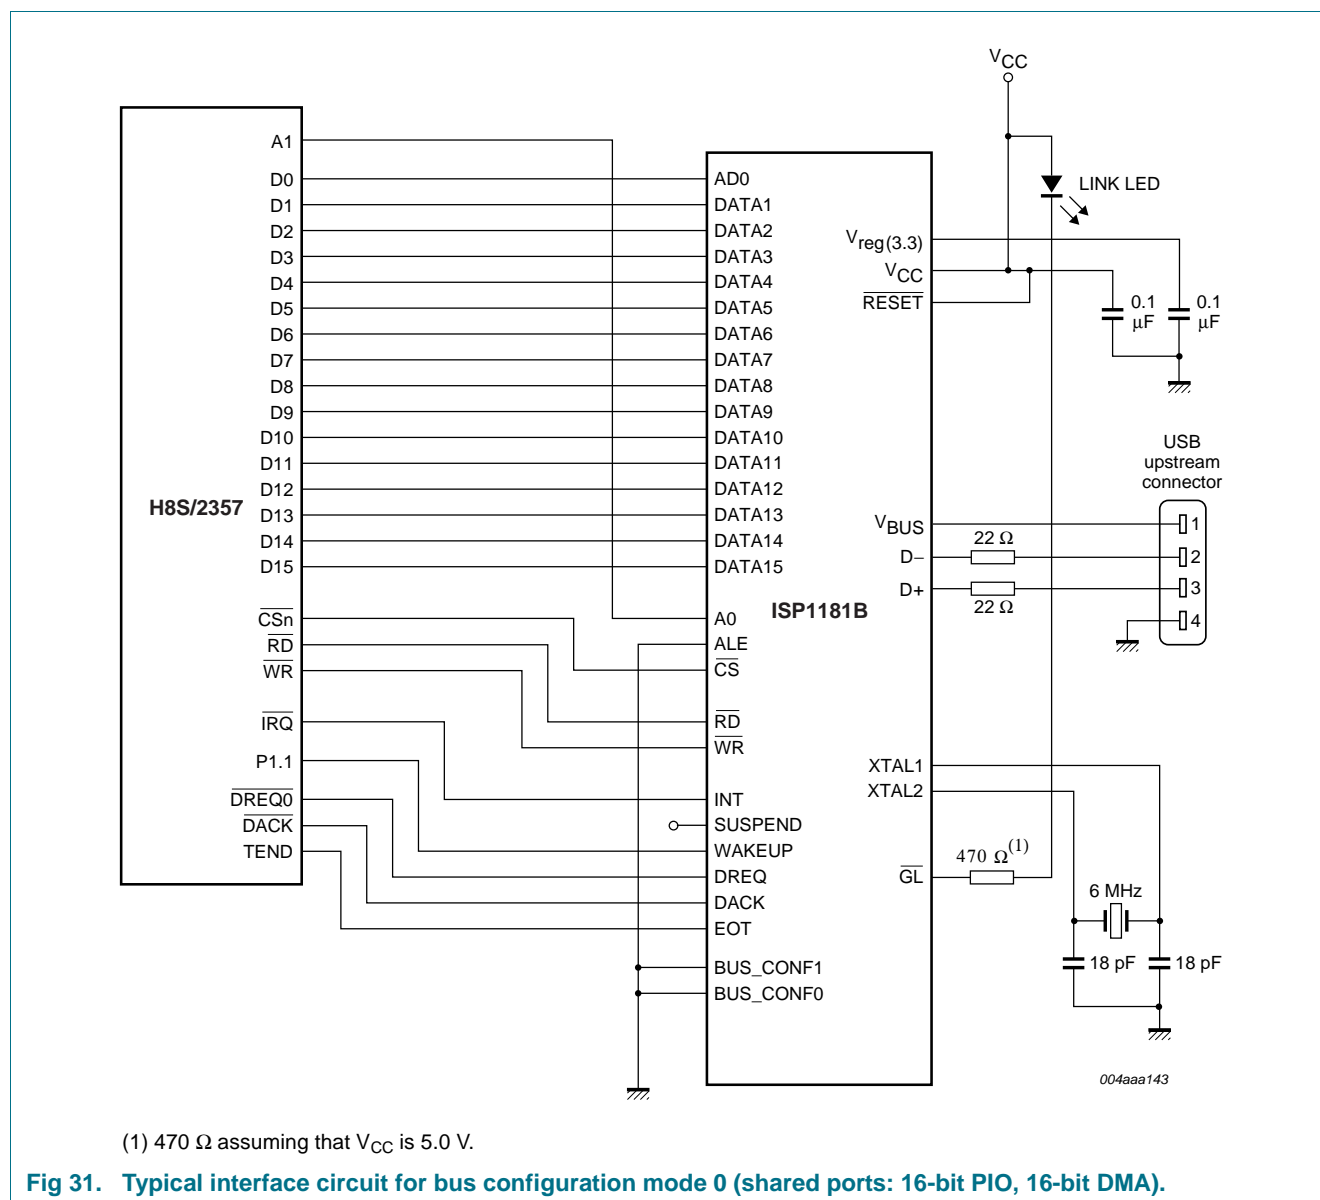 VCC
A1
D0
D1
D2
D3
D4
D5
D6
D7
D8
D9
D10
D11
D12
D13
D14
D15
H8S/2357
CSn
RD
WR
IRQ
P1.1
DREQ0
DACK
TEND
AD0
DATA1
DATA2
DATA3
DATA4
DATA5
DATA6
DATA7
DATA8
DATA9
DATA10
DATA11
DATA12
DATA13
DATA14
DATA15
A0
ALE
CS
RD
WR
INT
SUSPEND
WAKEUP
DREQ
DACK
EOT
BUS_CONF1
BUS_CONF0
ISP1181B
Vreg(3.3)
VCC
RESET
VBUS
D−
D+
XTAL1
XTAL2
GL
LINK LED
0.1
μF
0.1
μF
USB
upstream
connector
1
2
3
4
22 Ω
22 Ω
470 Ω(1)
6 MHz
18 pF
18 pF
004aaa143
(1) 470 Ω assuming that VCC is 5.0 V.
Fig 31. Typical interface circuit for bus configuration mode 0 (shared ports: 16-bit PIO, 16-bit DMA).